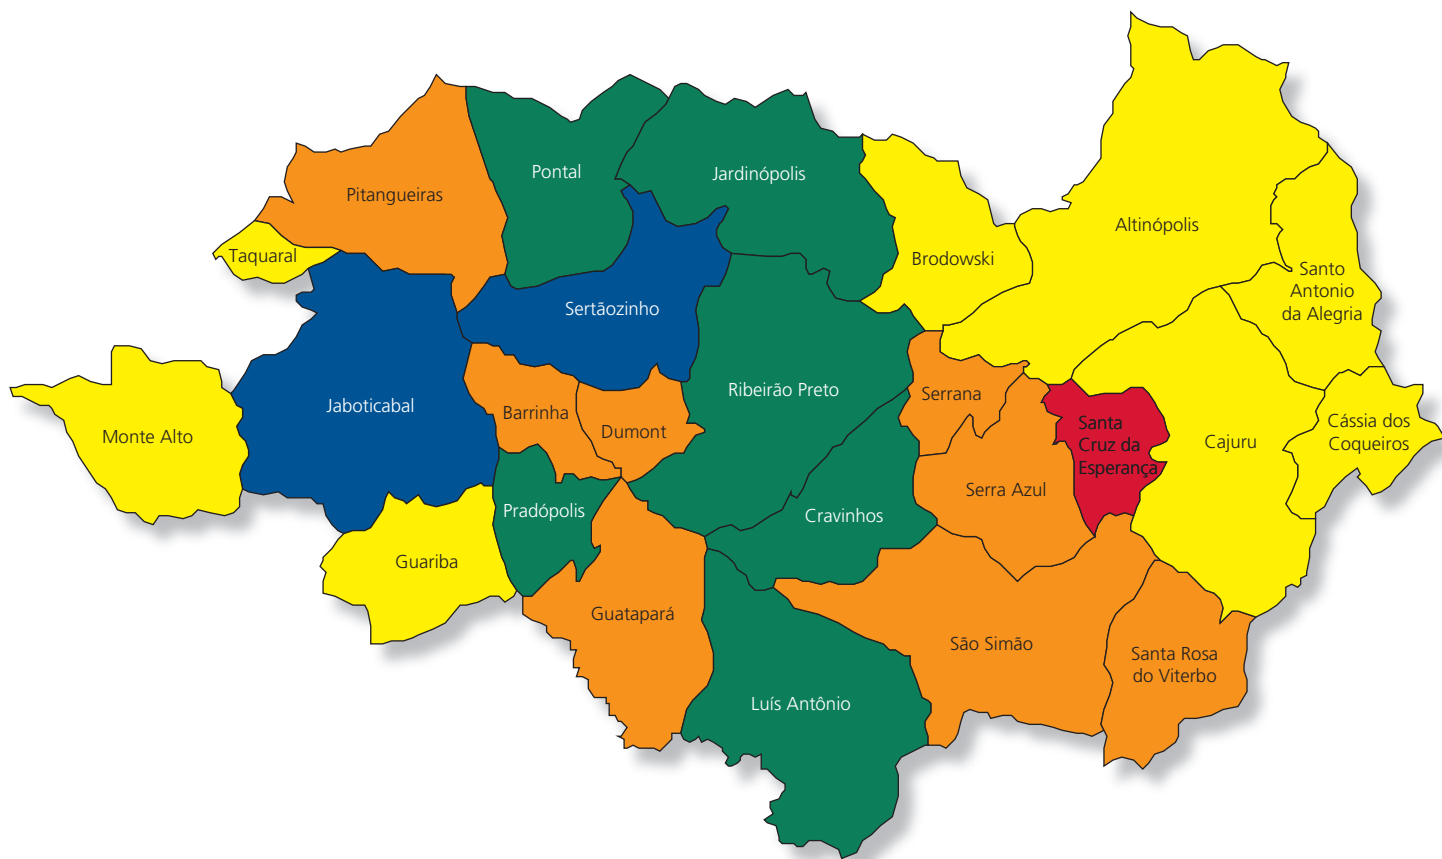 Pontal
Jardinópolis
Pitangueiras
Altinópolis
Taquaral
Brodowski
Santo
Antonio
da Alegria
Sertãozinho
Jaboticabal
Ribeirão Preto
Serrana
Barrinha
Dumont
Monte Alto
Santa
Cruz da
Esperança
Cajuru
Cássia dos
Coqueiros
Serra Azul
Pradópolis
Cravinhos
Guariba
Guatapará
São Simão
Santa Rosa
do Viterbo
Luís Antônio